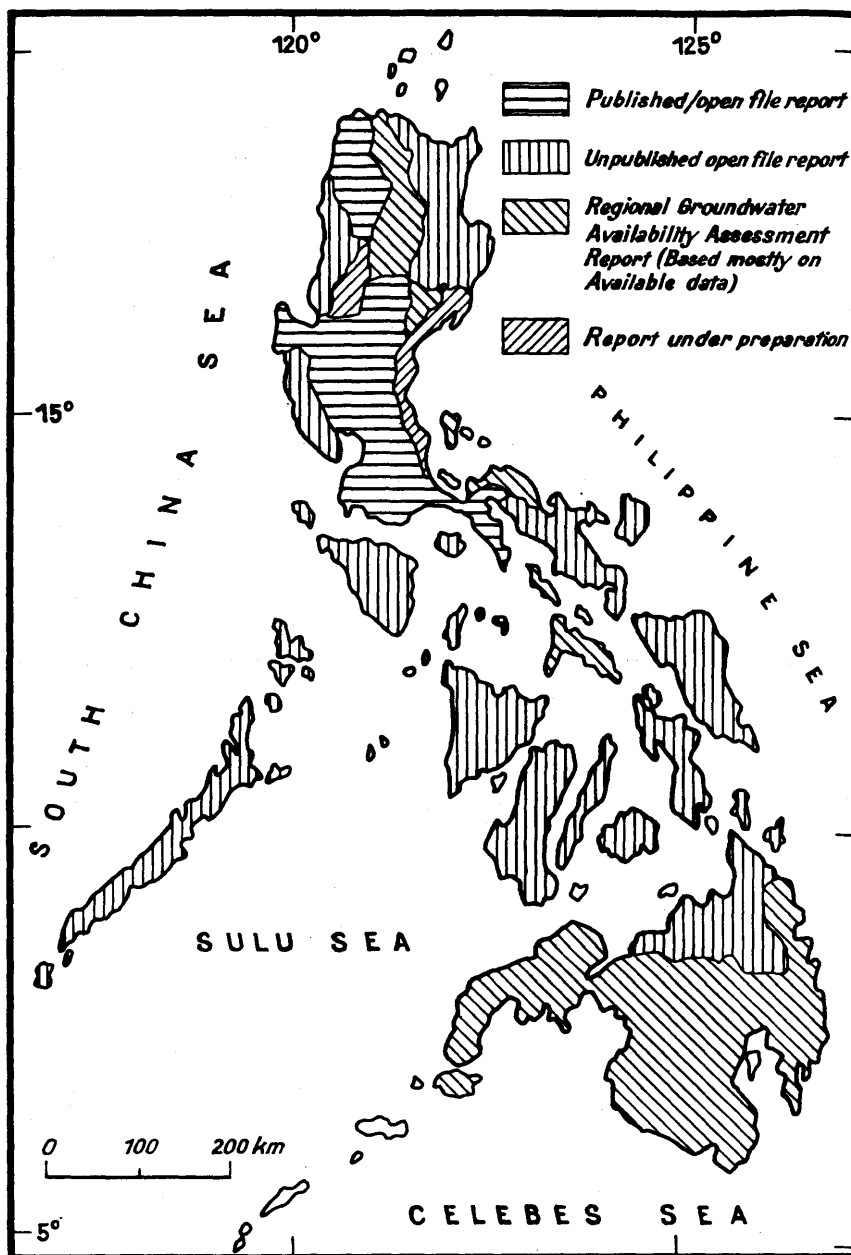 120°
125°
Published/open file report
Unpublished open file report
Regional Groundwater
Availability Assessment
Report (Based mostly on
Available data)
Report under preparation
15°
SOUTH CHINA SEA
PHILIPPINE SEA
SULU SEA
0 100 200 km
CELEBES SEA
5°